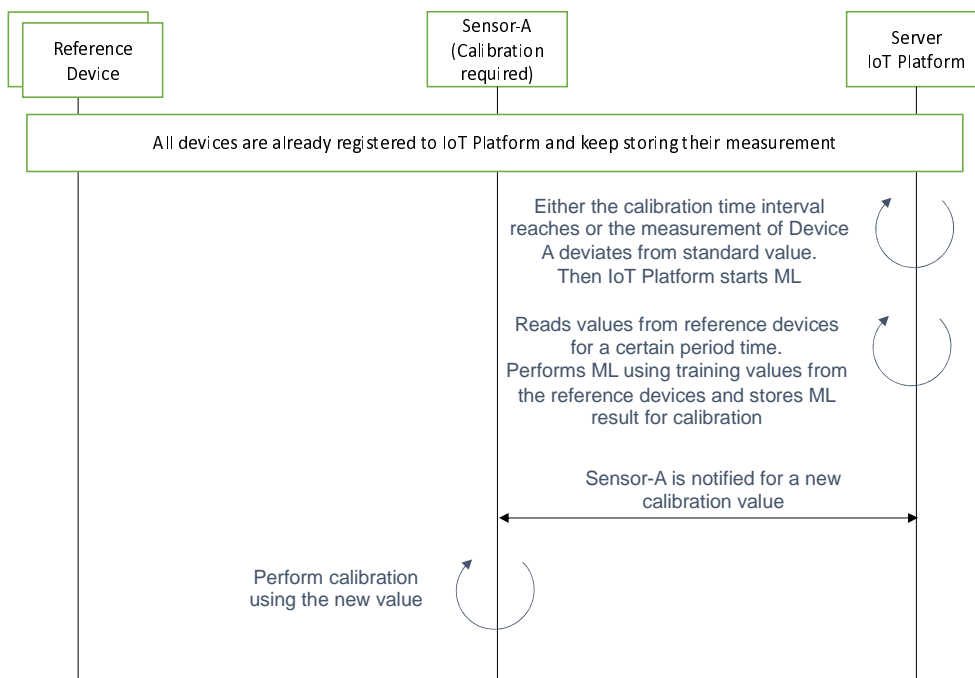 Reference
Device
Sensor-A
(Calibration
required)
Server
IoT Platform
All devices are already registered to IoT Platform and keep storing their measurement
Either the calibration time interval
reaches or the measurement of Device
A deviates from standard value.
Then IoT Platform starts ML
Reads values from reference devices
for a certain period time.
Performs ML using training values from
the reference devices and stores ML
result for calibration
Sensor-A is notified for a new
calibration value
Perform calibration
using the new value